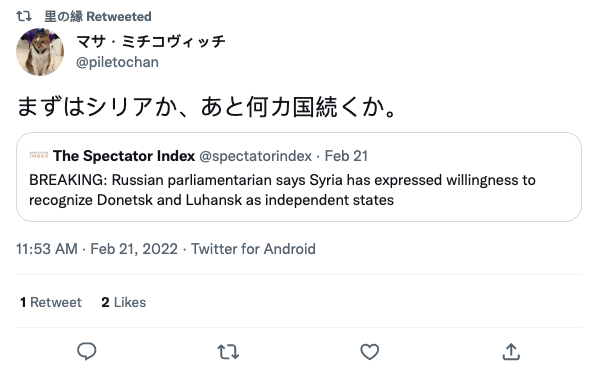 里の縁 Retweeted
マサ・ミチコヴィッチ
@piletochan
まずはシリアか、あと何カ国続くか。
The Spectator Index @spectatorindex · Feb 21
BREAKING: Russian parliamentarian says Syria has expressed willingness to
recognize Donetsk and Luhansk as independent states
11:53 AM · Feb 21, 2022 · Twitter for Android
1 Retweet 2 Likes